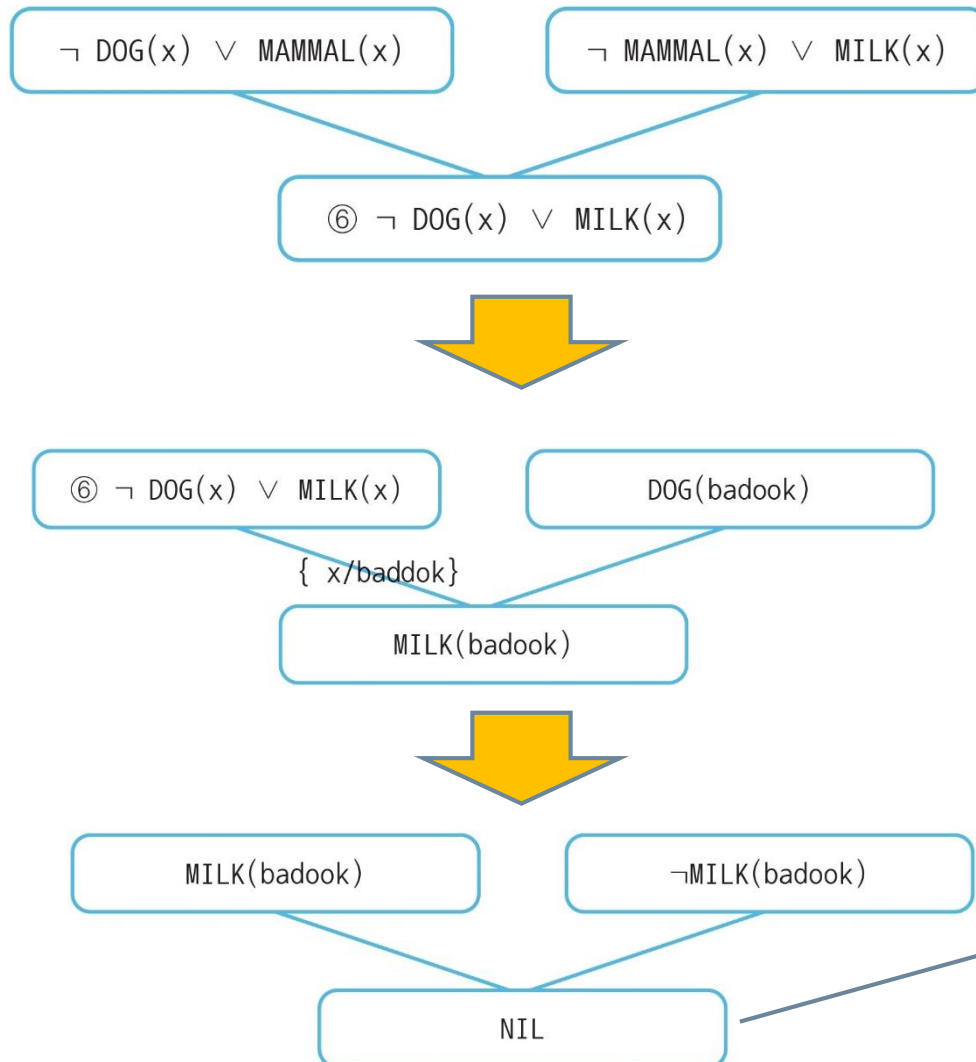 ¬ DOG(x) ∨ MAMMAL(x)
¬ MAMMAL(x) ∨ MILK(x)
⑥ ¬ DOG(x) ∨ MILK(x)
⑥ ¬ DOG(x) ∨ MILK(x)
DOG(badook)
{ x/baddok}
MILK(badook)
MILK(badook)
¬MILK(badook)
NIL